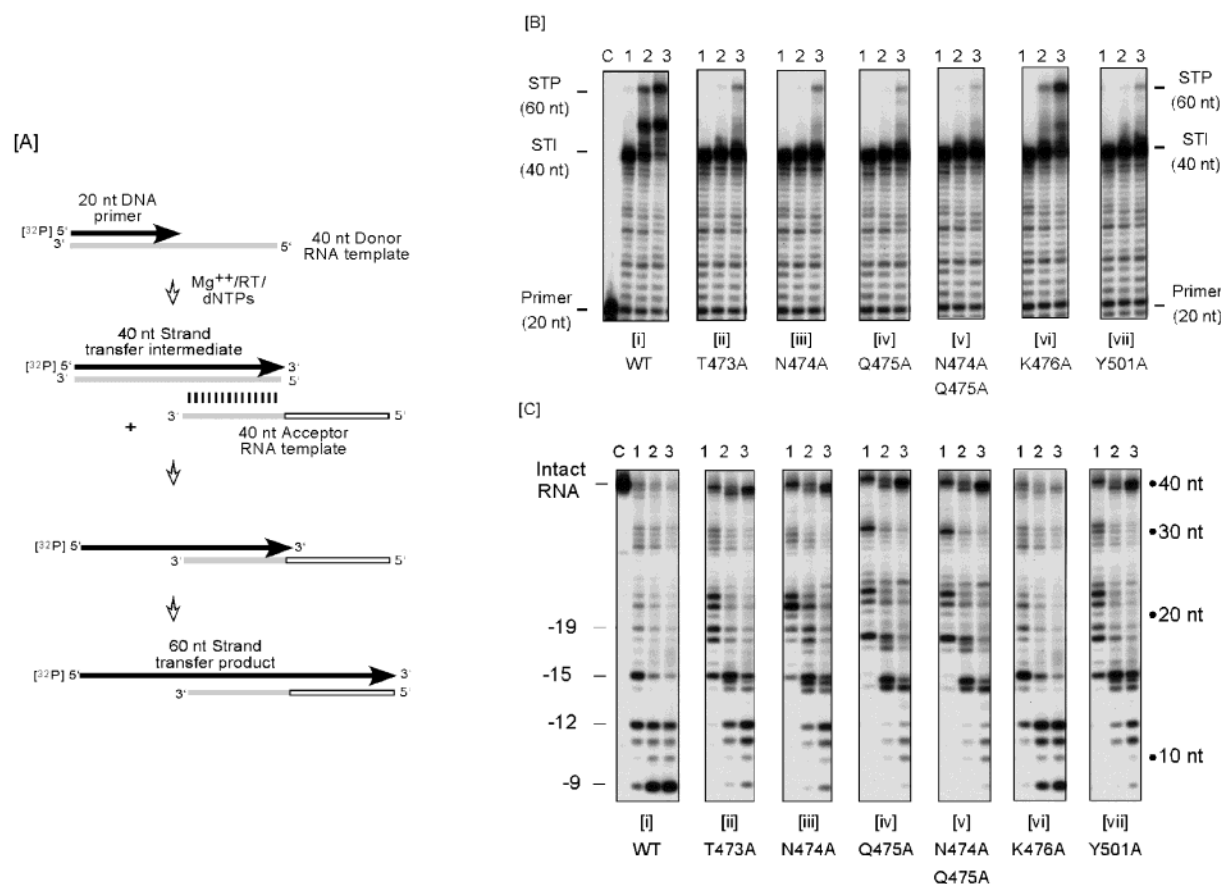 [A]
20 nt DNA
primer
[32P] 5'
3'
5'
40 nt Donor
RNA template
Mg++/RT/
dNTPs
40 nt Strand
transfer intermediate
[32P] 5'
3'
3'
5'
+
3'
5'
40 nt Acceptor
RNA template
[32P]
3'
3'
5'
60 nt Strand
transfer product
[32P] 5'
3'
3'
5'
[B]
C 1 2 3
1 2 3
1 2 3
1 2 3
1 2 3
1 2 3
1 2 3
STP
(60 nt)
STI
(40 nt)
Primer
(20 nt)
STP
(60 nt)
STI
(40 nt)
Primer
(20 nt)
[i]
WT
[ii]
T473A
[iii]
N474A
[iv]
Q475A
[v]
N474A
Q475A
[vi]
K476A
[vii]
Y501A
[C]
C 1 2 3
1 2 3
1 2 3
1 2 3
1 2 3
1 2 3
1 2 3
Intact
RNA
-19
-15
-12
-9
40 nt
30 nt
20 nt
10 nt
[i]
WT
[ii]
T473A
[iii]
N474A
[iv]
Q475A
[v]
N474A
Q475A
[vi]
K476A
[vii]
Y501A